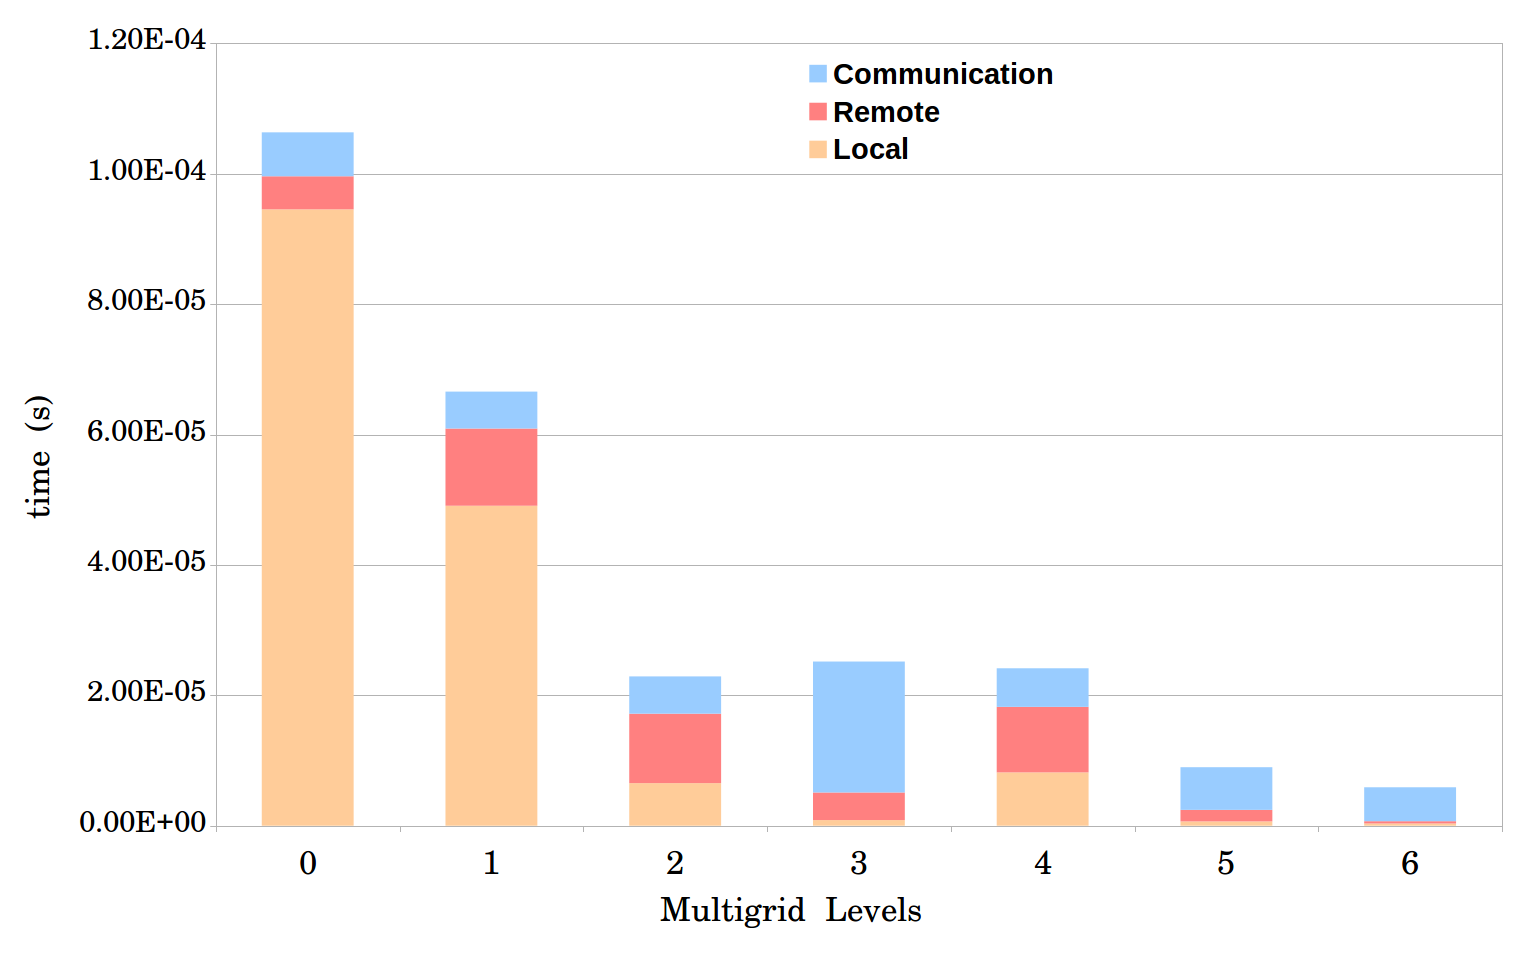 1.20E-04
1.00E-04
8.00E-05
6.00E-05
4.00E-05
2.00E-05
0.00E+00
time (s)
Communication
Remote
Local
0 1 2 3 4 5 6
Multigrid Levels